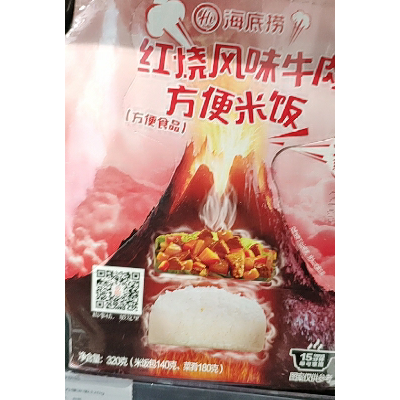 海底捞
红烧风味牛肉
方便米饭
(方便食品)
净含量: 320克 (米饭包140克、菜肴180克)
15